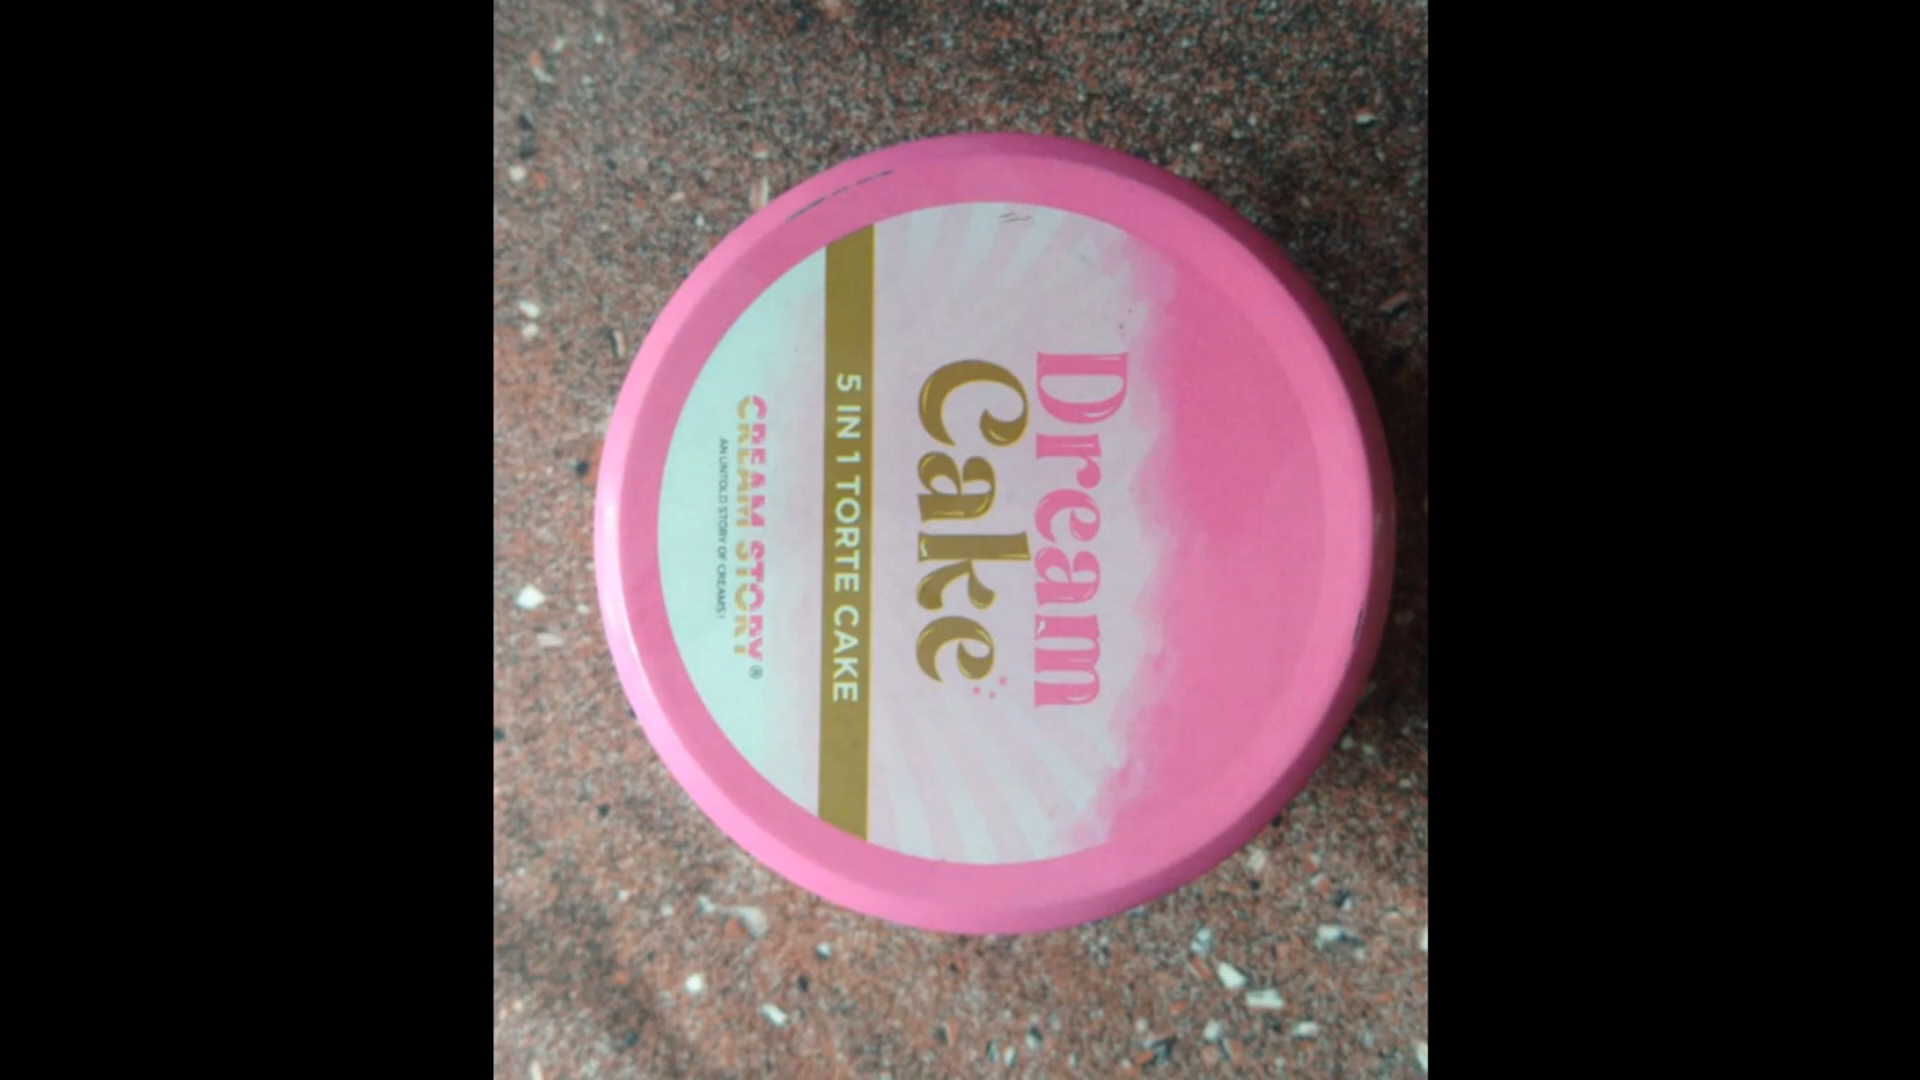 Dream
Cake
5 IN 1 TORTE CAKE
CREAM STORY®
AN UNTOLD STORY OF CREAMS!